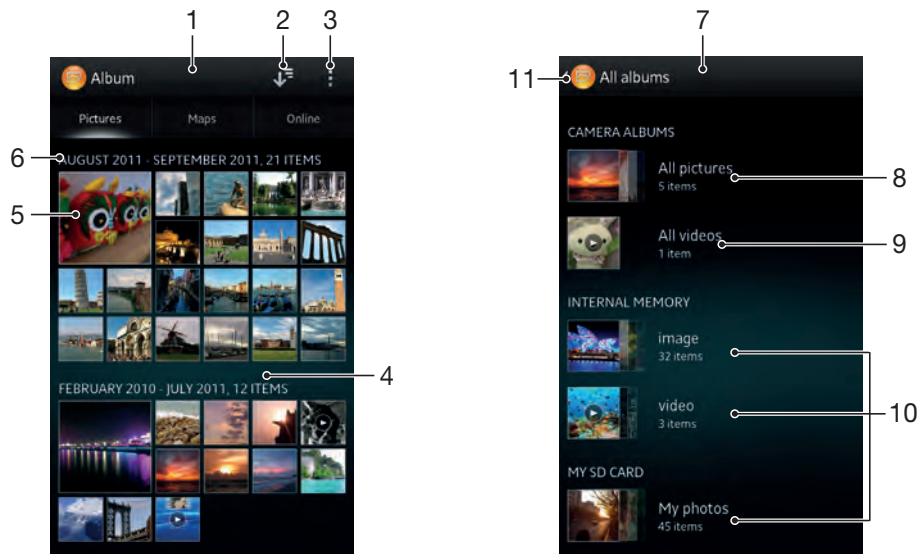 1 2 3
Album
Pictures Maps Online
6
AUGUST 2011 - SEPTEMBER 2011, 21 ITEMS
5
4
FEBRUARY 2010 - JULY 2011, 12 ITEMS
7
11
All albums
CAMERA ALBUMS
All pictures
5 items
8
All videos
1 item
9
INTERNAL MEMORY
image
32 items
video
3 items
10
MY SD CARD
My photos
45 items